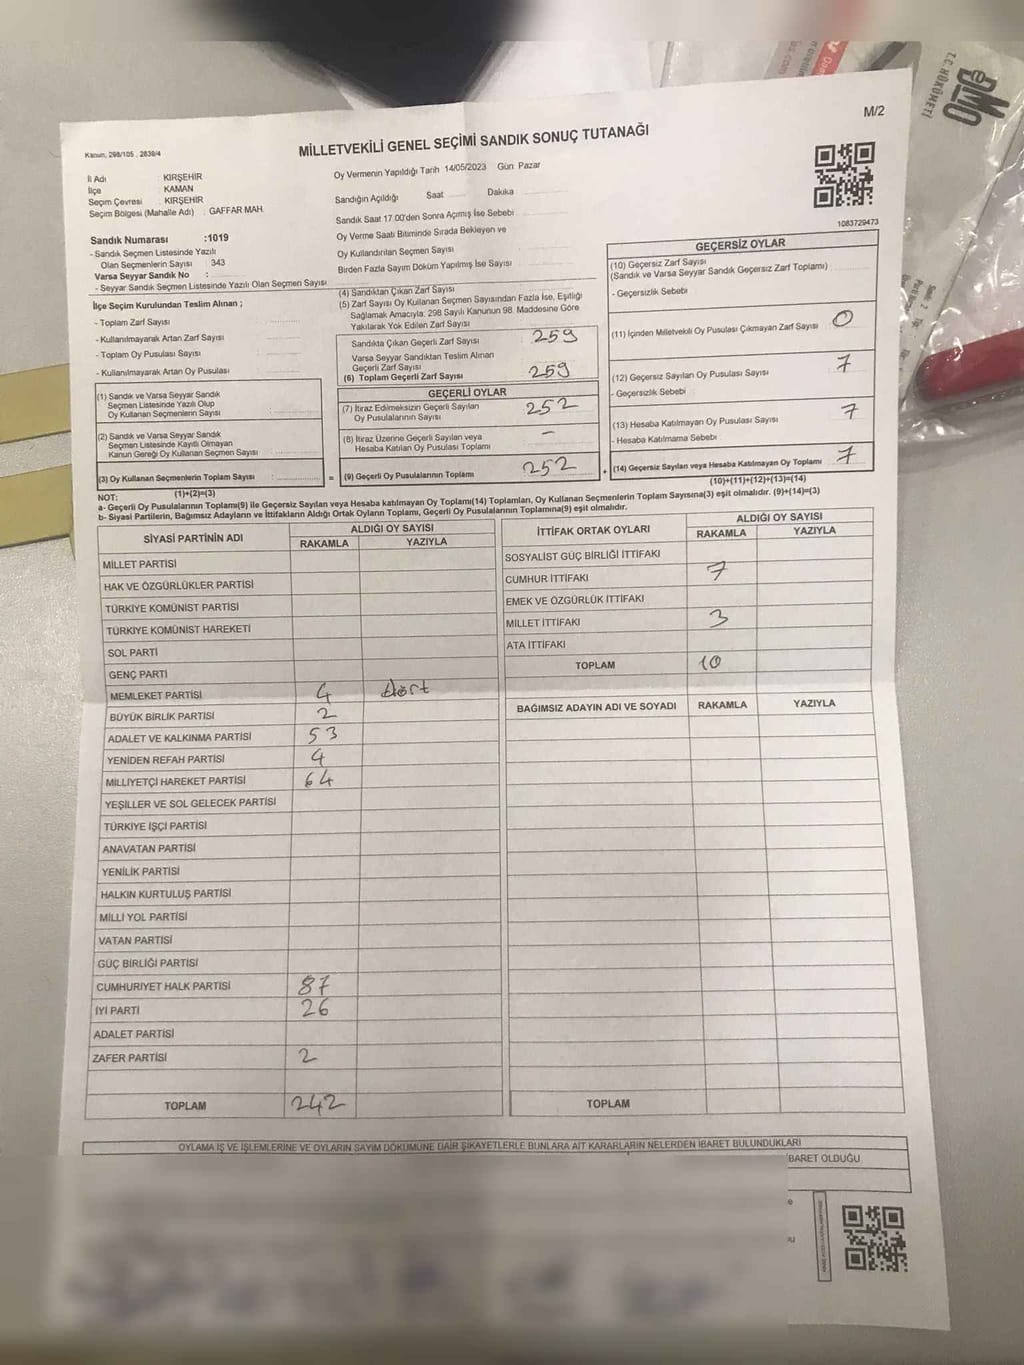 T.C. HÜKÜMETİ
DMO
M/2
Kanun, 298/105 , 2839/4
MİLLETVEKİLİ GENEL SEÇİMİ SANDIK SONUÇ TUTANAĞI
İl Adı : KIRŞEHİR
İlçe : KAMAN
Seçim Çevresi : KIRŞEHİR
Seçim Bölgesi (Mahalle Adı) : GAFFAR MAH.
Oy Vermenin Yapıldığı Tarih 14/05/2023 Gün: Pazar
Sandığın Açıldığı Saat Dakika
Sandık Saat 17.00'den Sonra Açımış İse Sebebi
Oy Verme Saati Bitiminde Sırada Bekleyen ve
Oy Kullandırılan Seçmen Sayısı
Birden Fazla Sayım Döküm Yapılmış İse Sayısı
1083729473
Sandık Numarası :1019
- Sandık Seçmen Listesinde Yazılı
Olan Seçmenlerin Sayısı : 343
Varsa Seyyar Sandık No :
- Seyyar Sandık Seçmen Listesinde Yazılı Olan Seçmen Sayısı
İlçe Seçim Kurulundan Teslim Alınan ;
- Toplam Zarf Sayısı
- Kullanılmayarak Artan Zarf Sayısı
- Toplam Oy Pusulası Sayısı
- Kullanılmayarak Artan Oy Pusulası
(1) Sandık ve Varsa Seyyar Sandık
Seçmen Listesinde Yazılı Olup
Oy Kullanan Seçmenlerin Sayısı :
(2) Sandık ve Varsa Seyyar Sandık
Seçmen Listesinde Kayıtlı Olmayan
Kanun Gereği Oy Kullanan Seçmen Sayısı :
(3) Oy Kullanan Seçmenlerin Toplam Sayısı :
(1)+(2)=(3)
(4) Sandıktan Çıkan Zarf Sayısı
(5) Zarf Sayısı Oy Kullanan Seçmen Sayısından Fazla İse, Eşitliği
Sağlamak Amacıyla, 298 Sayılı Kanunun 98. Maddesine Göre
Yakılarak Yok Edilen Zarf Sayısı
Sandıkta Çıkan Geçerli Zarf Sayısı 259
Varsa Seyyar Sandıktan Teslim Alınan
Geçerli Zarf Sayısı
(6) Toplam Geçerli Zarf Sayısı 259
GEÇERLİ OYLAR
(7) İtiraz Edilmeksizin Geçerli Sayılan
Oy Pusulalarının Sayısı 252
(8) İtiraz Üzerine Geçerli Sayılan veya
Hesaba Katılan Oy Pusulası Toplamı -
= (9) Geçerli Oy Pusulalarının Toplamı 252
GEÇERSİZ OYLAR
(10) Geçersiz Zarf Sayısı
(Sandık ve Varsa Seyyar Sandık Geçersiz Zarf Toplamı)
- Geçersizlik Sebebi
(11) İçinden Milletvekili Oy Pusulası Çıkmayan Zarf Sayısı 0
(12) Geçersiz Sayılan Oy Pusulası Sayısı 7
- Geçersizlik Sebebi
(13) Hesaba Katılmayan Oy Pusulası Sayısı 7
- Hesaba Katılmama Sebebi
+ (14) Geçersiz Sayılan veya Hesaba Katılmayan Oy Toplamı 7
(10)+(11)+(12)+(13)=(14)
NOT:
a- Geçerli Oy Pusulalarının Toplamı(9) ile Geçersiz Sayılan veya Hesaba katılmayan Oy Toplamı(14) Toplamları, Oy Kullanan Seçmenlerin Toplam Sayısına(3) eşit olmalıdır. (9)+(14)=(3)
b- Siyasi Partilerin, Bağımsız Adayların ve İttifakların Aldığı Ortak Oyların Toplamı, Geçerli Oy Pusulalarının Toplamına(9) eşit olmalıdır.
SİYASİ PARTİNİN ADI ALDIĞI OY SAYISI
RAKAMLA YAZIYLA
MİLLET PARTİSİ
HAK VE ÖZGÜRLÜKLER PARTİSİ
TÜRKİYE KOMÜNİST PARTİSİ
TÜRKİYE KOMÜNİST HAREKETİ
SOL PARTİ
GENÇ PARTİ
MEMLEKET PARTİSİ 4 dört
BÜYÜK BİRLİK PARTİSİ 2
ADALET VE KALKINMA PARTİSİ 53
YENİDEN REFAH PARTİSİ 4
MİLLİYETÇİ HAREKET PARTİSİ 64
YEŞİLLER VE SOL GELECEK PARTİSİ
TÜRKİYE İŞÇİ PARTİSİ
ANAVATAN PARTİSİ
YENİLİK PARTİSİ
HALKIN KURTULUŞ PARTİSİ
MİLLİ YOL PARTİSİ
VATAN PARTİSİ
GÜÇ BİRLİĞİ PARTİSİ
CUMHURİYET HALK PARTİSİ 87
İYİ PARTİ 26
ADALET PARTİSİ
ZAFER PARTİSİ 2
TOPLAM 242
İTTİFAK ORTAK OYLARI ALDIĞI OY SAYISI
RAKAMLA YAZIYLA
SOSYALİST GÜÇ BİRLİĞİ İTTİFAKI
CUMHUR İTTİFAKI 7
EMEK VE ÖZGÜRLÜK İTTİFAKI
MİLLET İTTİFAKI 3
ATA İTTİFAKI
TOPLAM 10
BAĞIMSIZ ADAYIN ADI VE SOYADI RAKAMLA YAZIYLA
TOPLAM
OYLAMA İŞ VE İŞLEMLERİNE VE OYLARIN SAYIM DÖKÜMÜNE DAİR ŞİKAYETLERLE BUNLARA AİT KARARLARIN NELERDEN İBARET BULUNDUKLARI
İBARET OLDUĞU